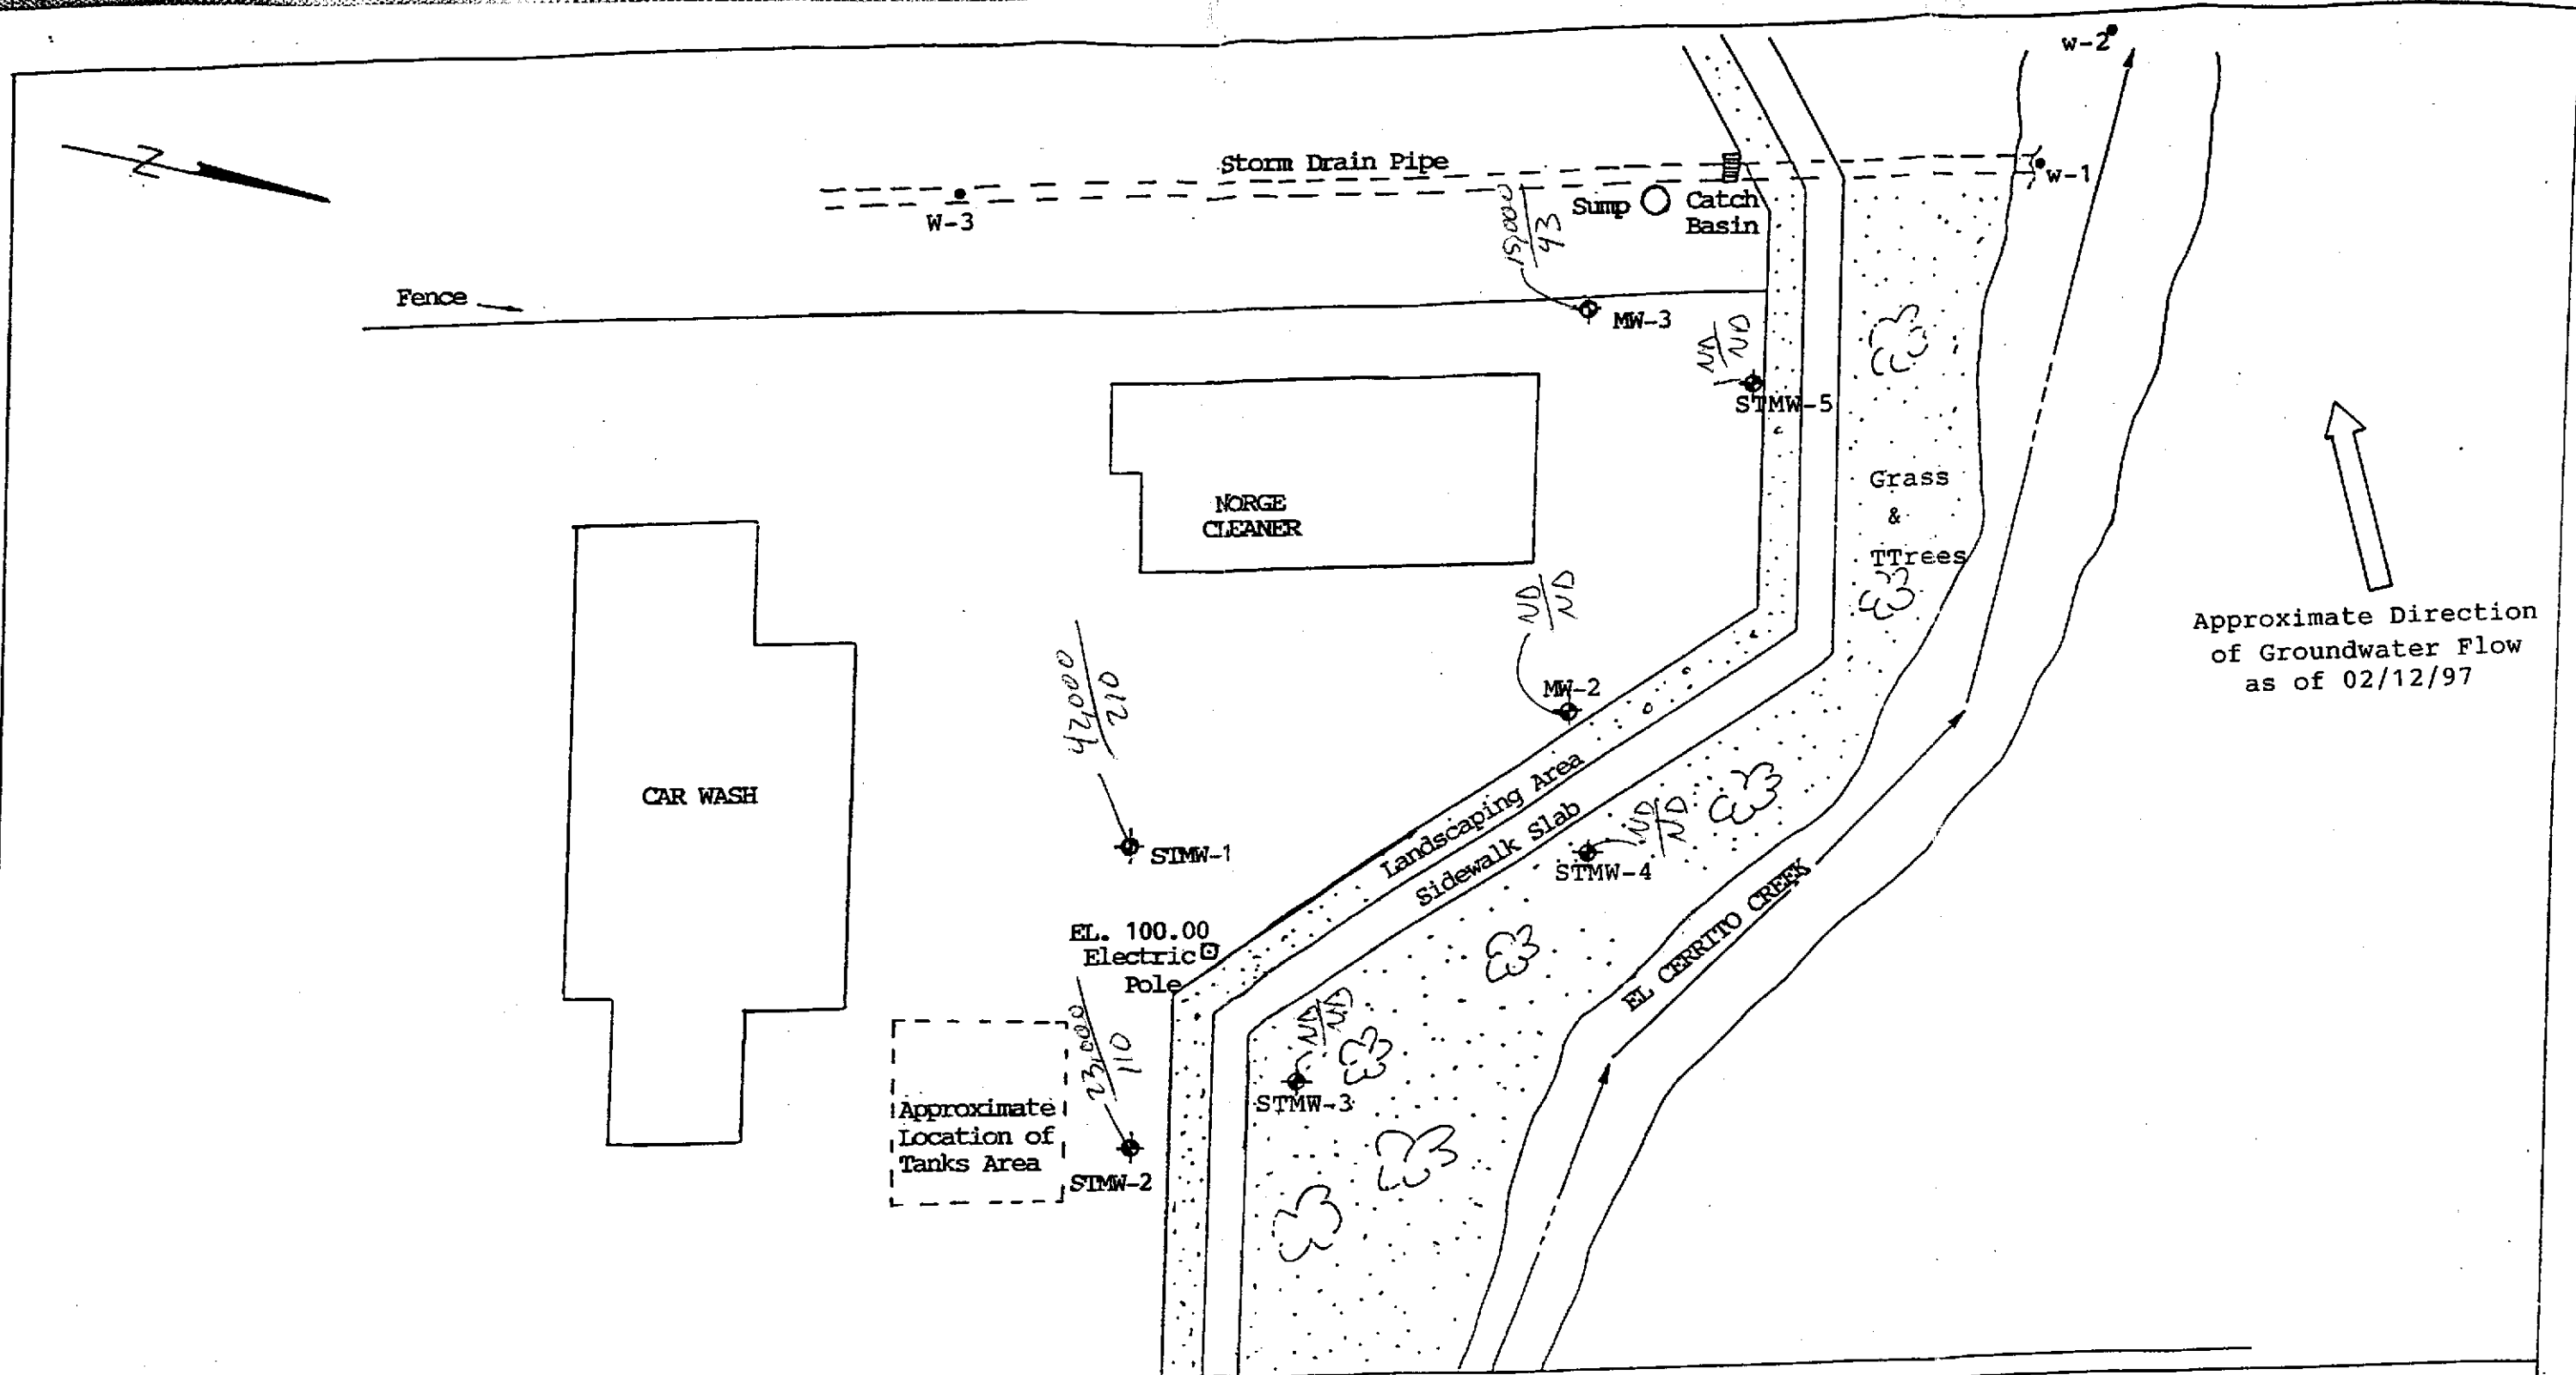 W-2
N
Storm Drain Pipe
W-1
W-3
Sump
Catch
Basin
15,000
93
Fence
MW-3
ND
ND
STMW-5
Grass
&
TTrees
NORGE
CLEANER
ND
ND
Approximate Direction
of Groundwater Flow
as of 02/12/97
42,000
210
MW-2
CAR WASH
Landscaping Area
Sidewalk Slab
ND
ND
STMW-1
STMW-4
EL CERRITO CREEK
EL. 100.00
Electric
Pole
23,000
110
ND
ND
STMW-3
Approximate
Location of
Tanks Area
STMW-2